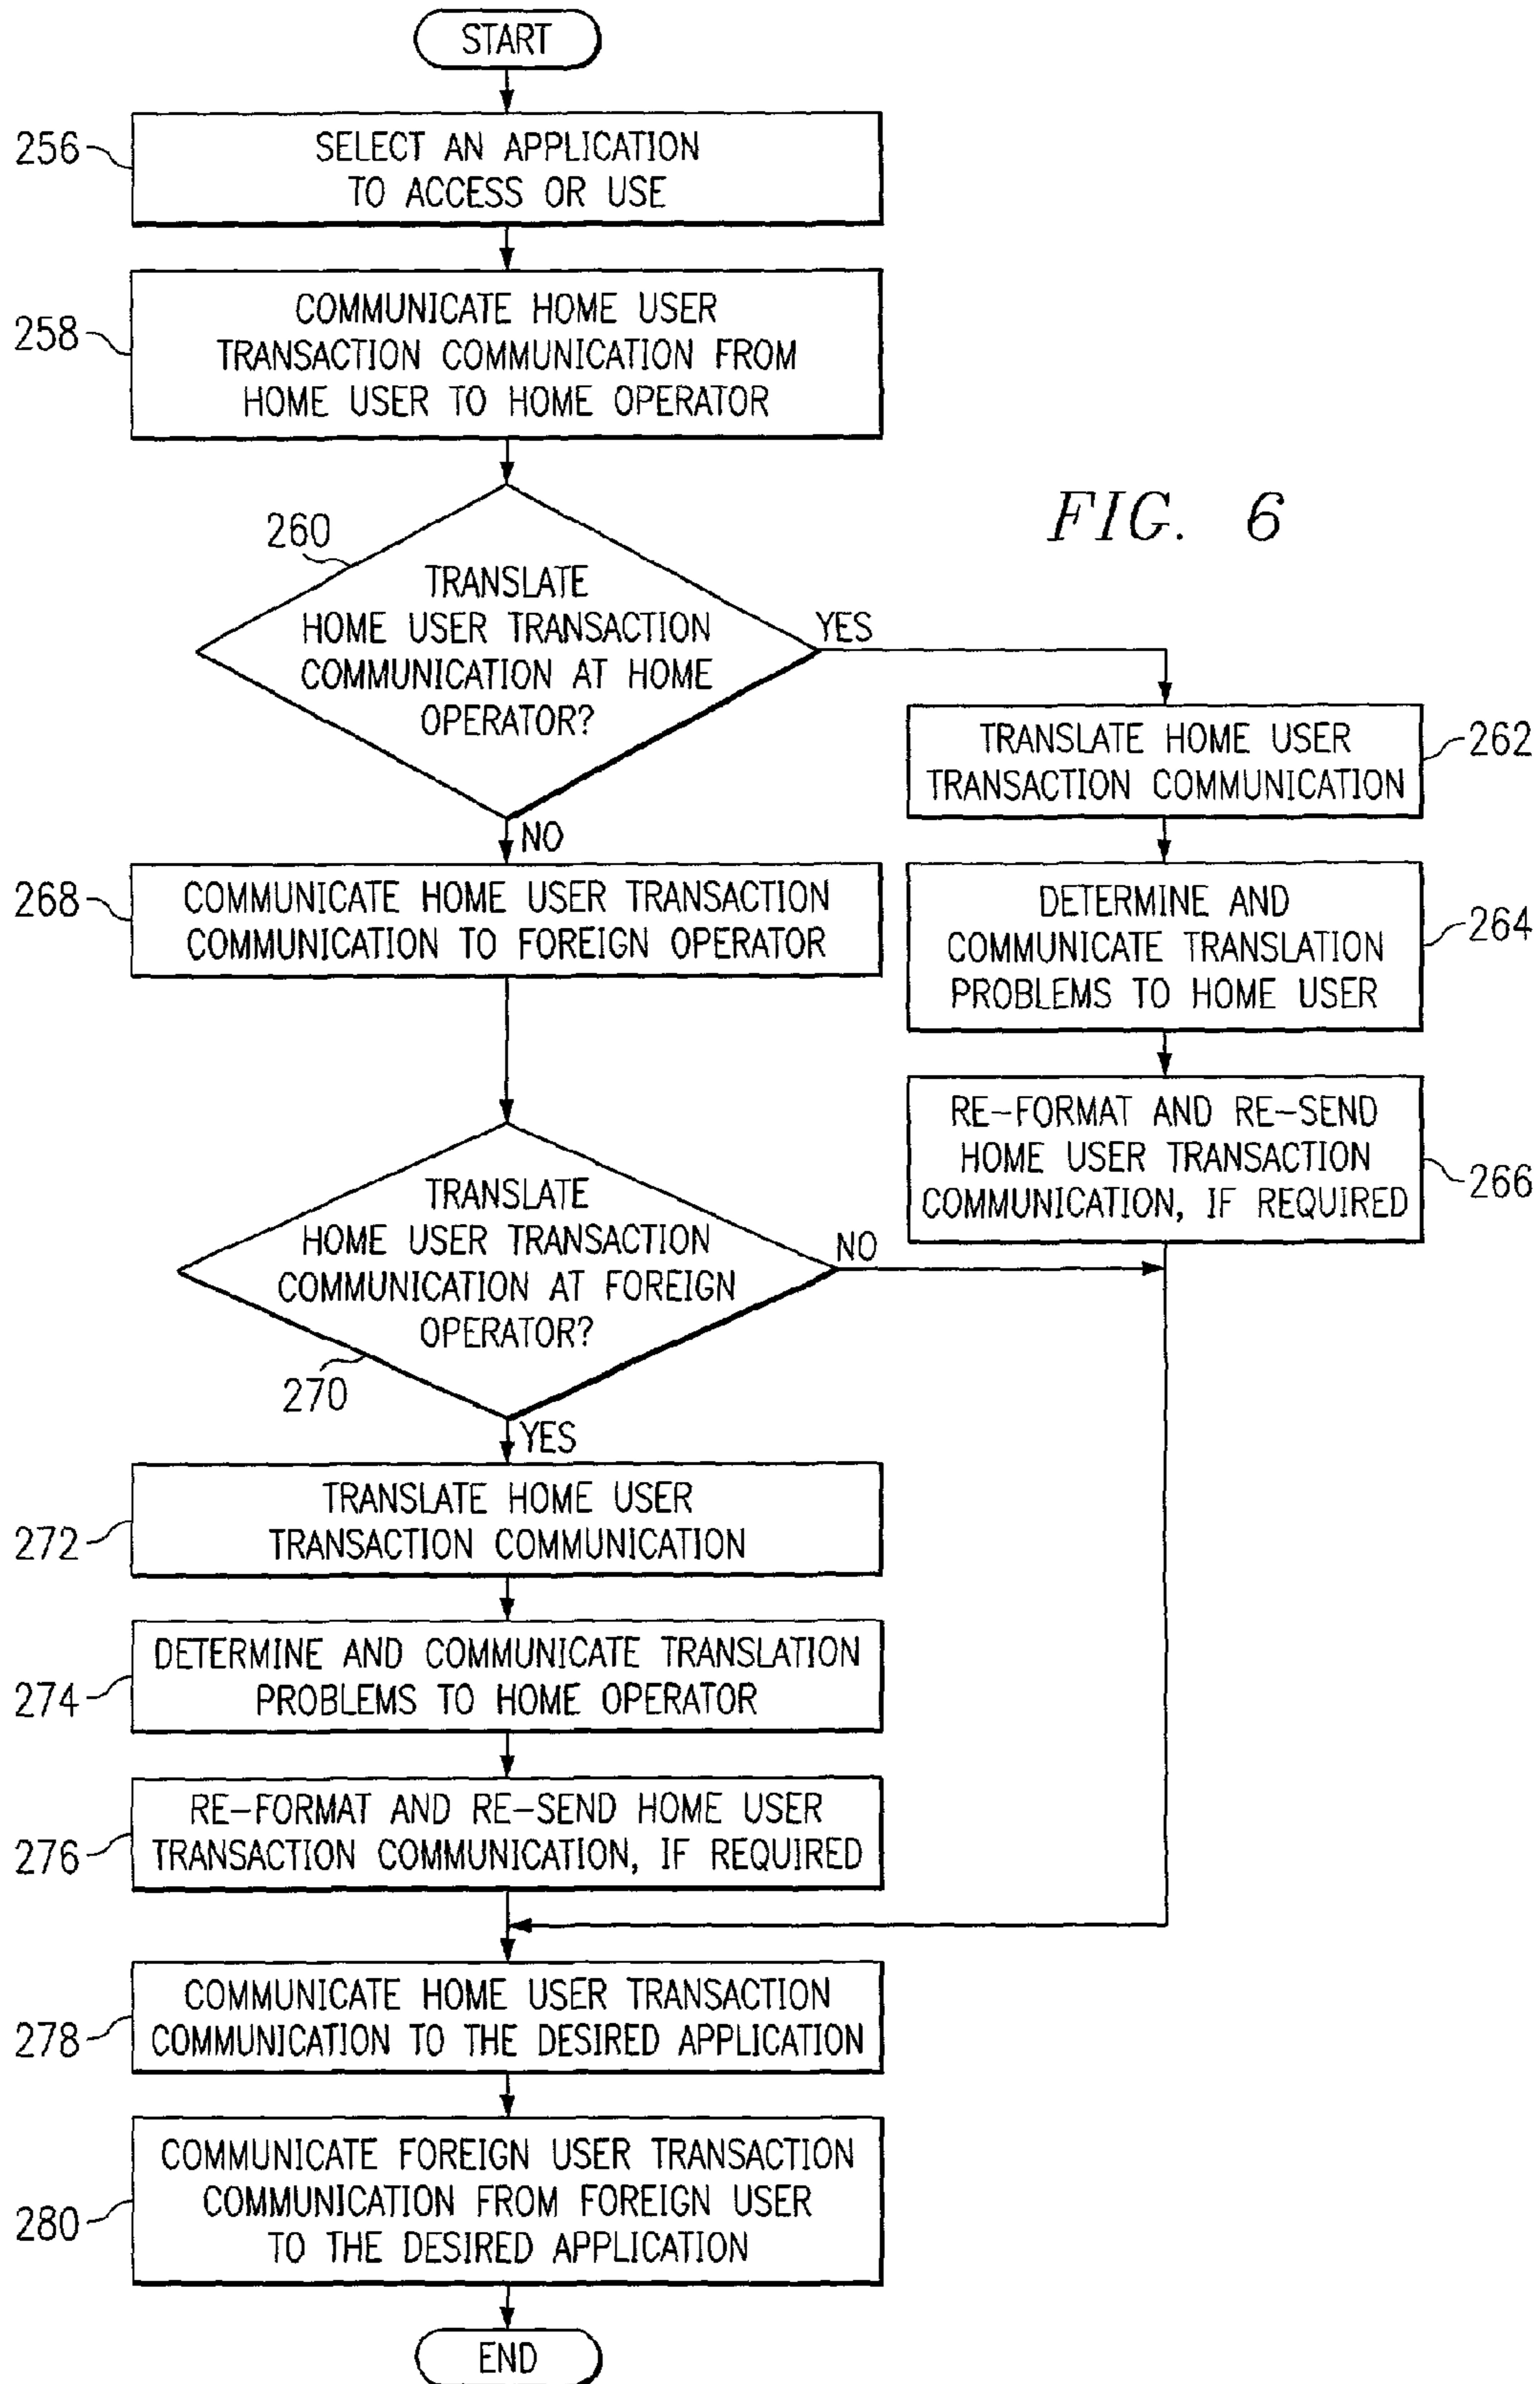 START
256
SELECT AN APPLICATION
TO ACCESS OR USE
258
COMMUNICATE HOME USER
TRANSACTION COMMUNICATION FROM
HOME USER TO HOME OPERATOR
FIG. 6
260
TRANSLATE
HOME USER TRANSACTION
COMMUNICATION AT HOME
OPERATOR?
YES
NO
TRANSLATE HOME USER
TRANSACTION COMMUNICATION
262
DETERMINE AND
COMMUNICATE TRANSLATION
PROBLEMS TO HOME USER
264
RE-FORMAT AND RE-SEND
HOME USER TRANSACTION
COMMUNICATION, IF REQUIRED
266
268
COMMUNICATE HOME USER TRANSACTION
COMMUNICATION TO FOREIGN OPERATOR
TRANSLATE
HOME USER TRANSACTION
COMMUNICATION AT FOREIGN
OPERATOR?
NO
270
YES
272
TRANSLATE HOME USER
TRANSACTION COMMUNICATION
274
DETERMINE AND COMMUNICATE TRANSLATION
PROBLEMS TO HOME OPERATOR
276
RE-FORMAT AND RE-SEND HOME USER
TRANSACTION COMMUNICATION, IF REQUIRED
278
COMMUNICATE HOME USER TRANSACTION
COMMUNICATION TO THE DESIRED APPLICATION
280
COMMUNICATE FOREIGN USER TRANSACTION
COMMUNICATION FROM FOREIGN USER
TO THE DESIRED APPLICATION
END